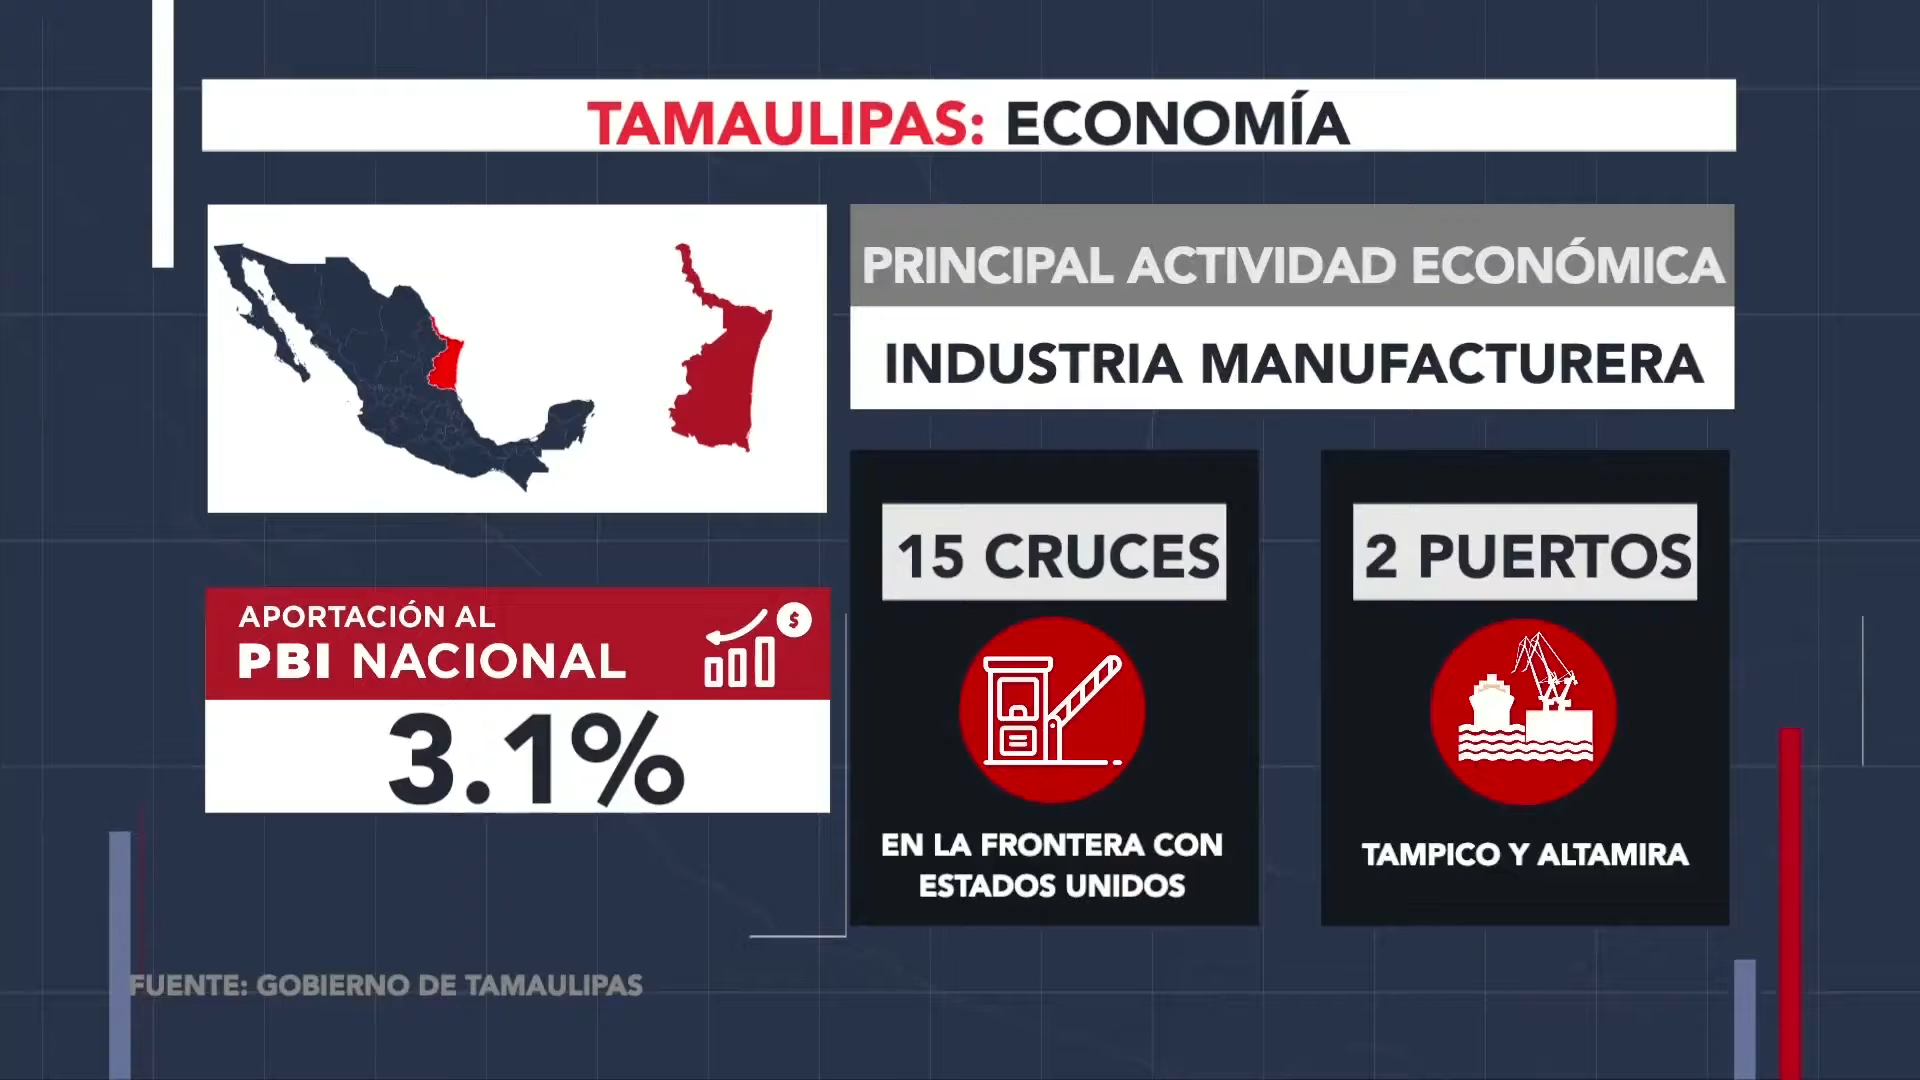 TAMAULIPAS: ECONOMÍA
PRINCIPAL ACTIVIDAD ECONÓMICA
INDUSTRIA MANUFACTURERA
APORTACIÓN AL
PBI NACIONAL
$
3.1%
15 CRUCES
EN LA FRONTERA CON
ESTADOS UNIDOS
2 PUERTOS
TAMPICO Y ALTAMIRA
FUENTE: GOBIERNO DE TAMAULIPAS